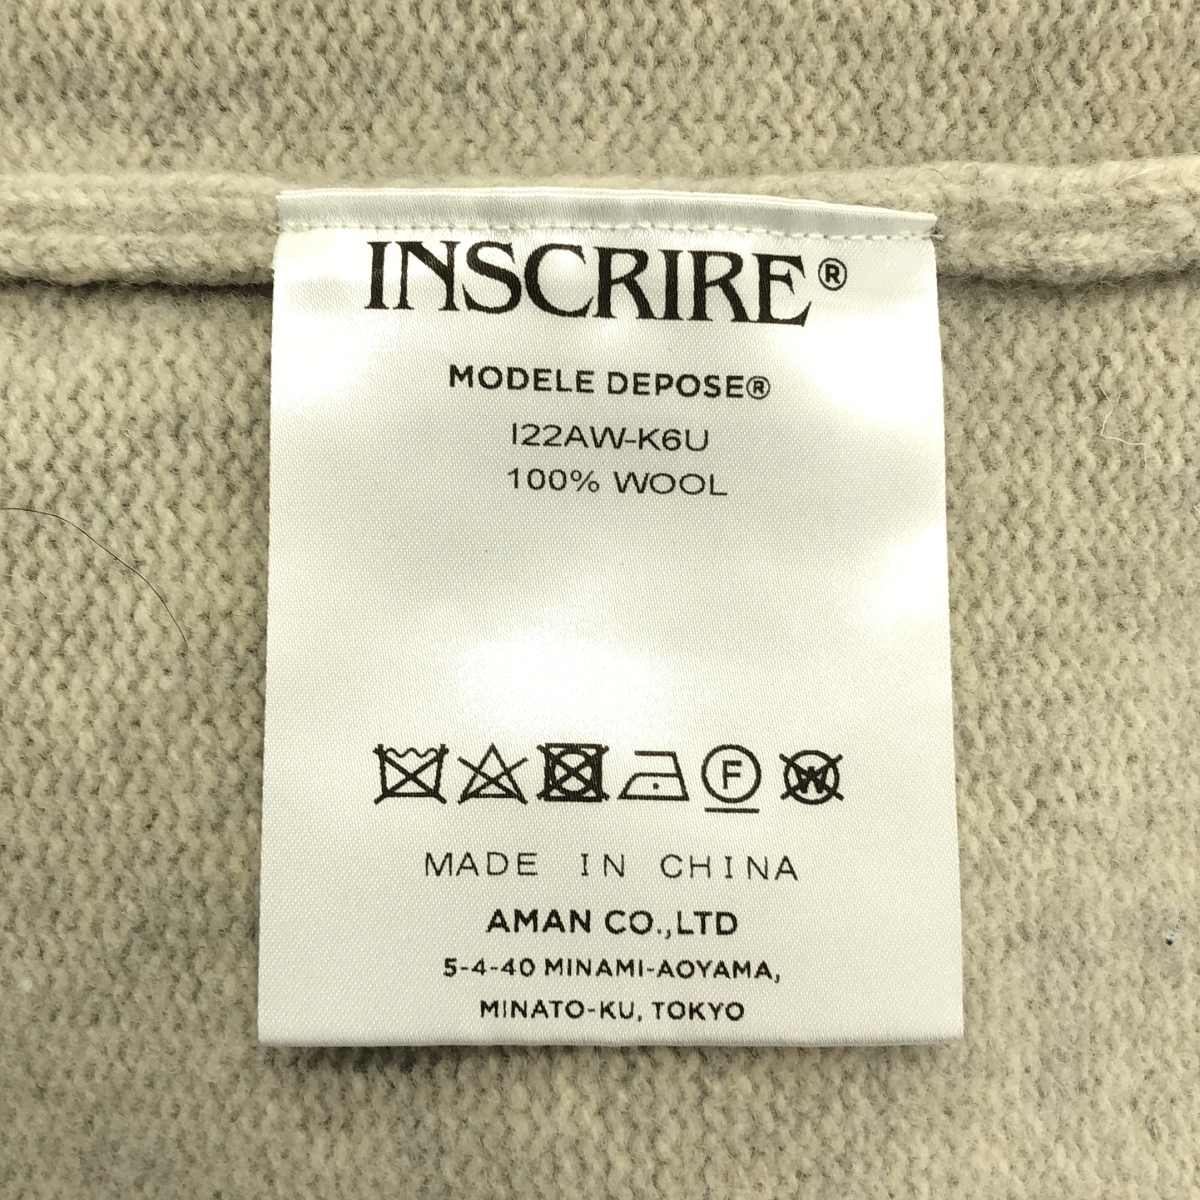 INSCRIRE®
MODELE DEPOSE®
I22AW-K6U
100% WOOL
F W
MADE IN CHINA
AMAN CO.,LTD
5-4-40 MINAMI-AOYAMA,
MINATO-KU, TOKYO